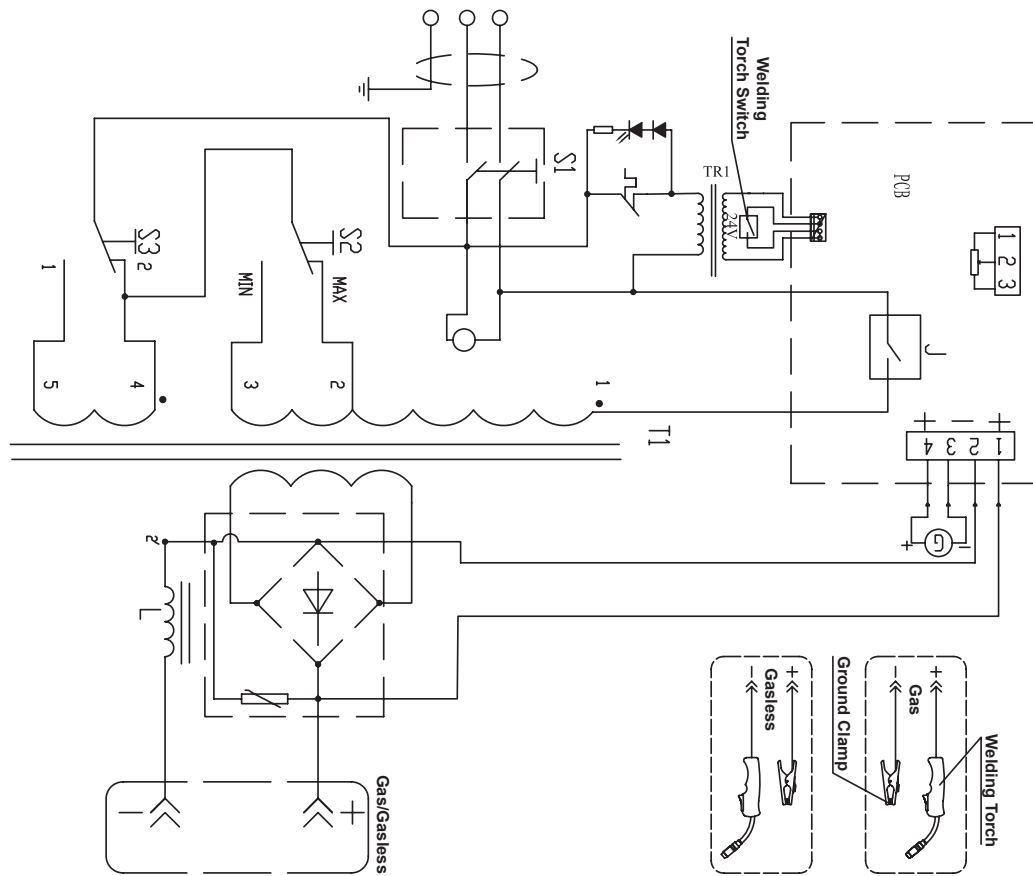 Welding
Torch Switch
TR1
24V
PCB
1
2
3
S1
S3
2
1
S2
MAX
MIN
5
4
3
2
1
T1
J
+ − +
4 3 2 1
+ G −
2'
L
−
+
Gas/Gasless
− +
Gasless
− +
Gas
Ground Clamp
Welding Torch